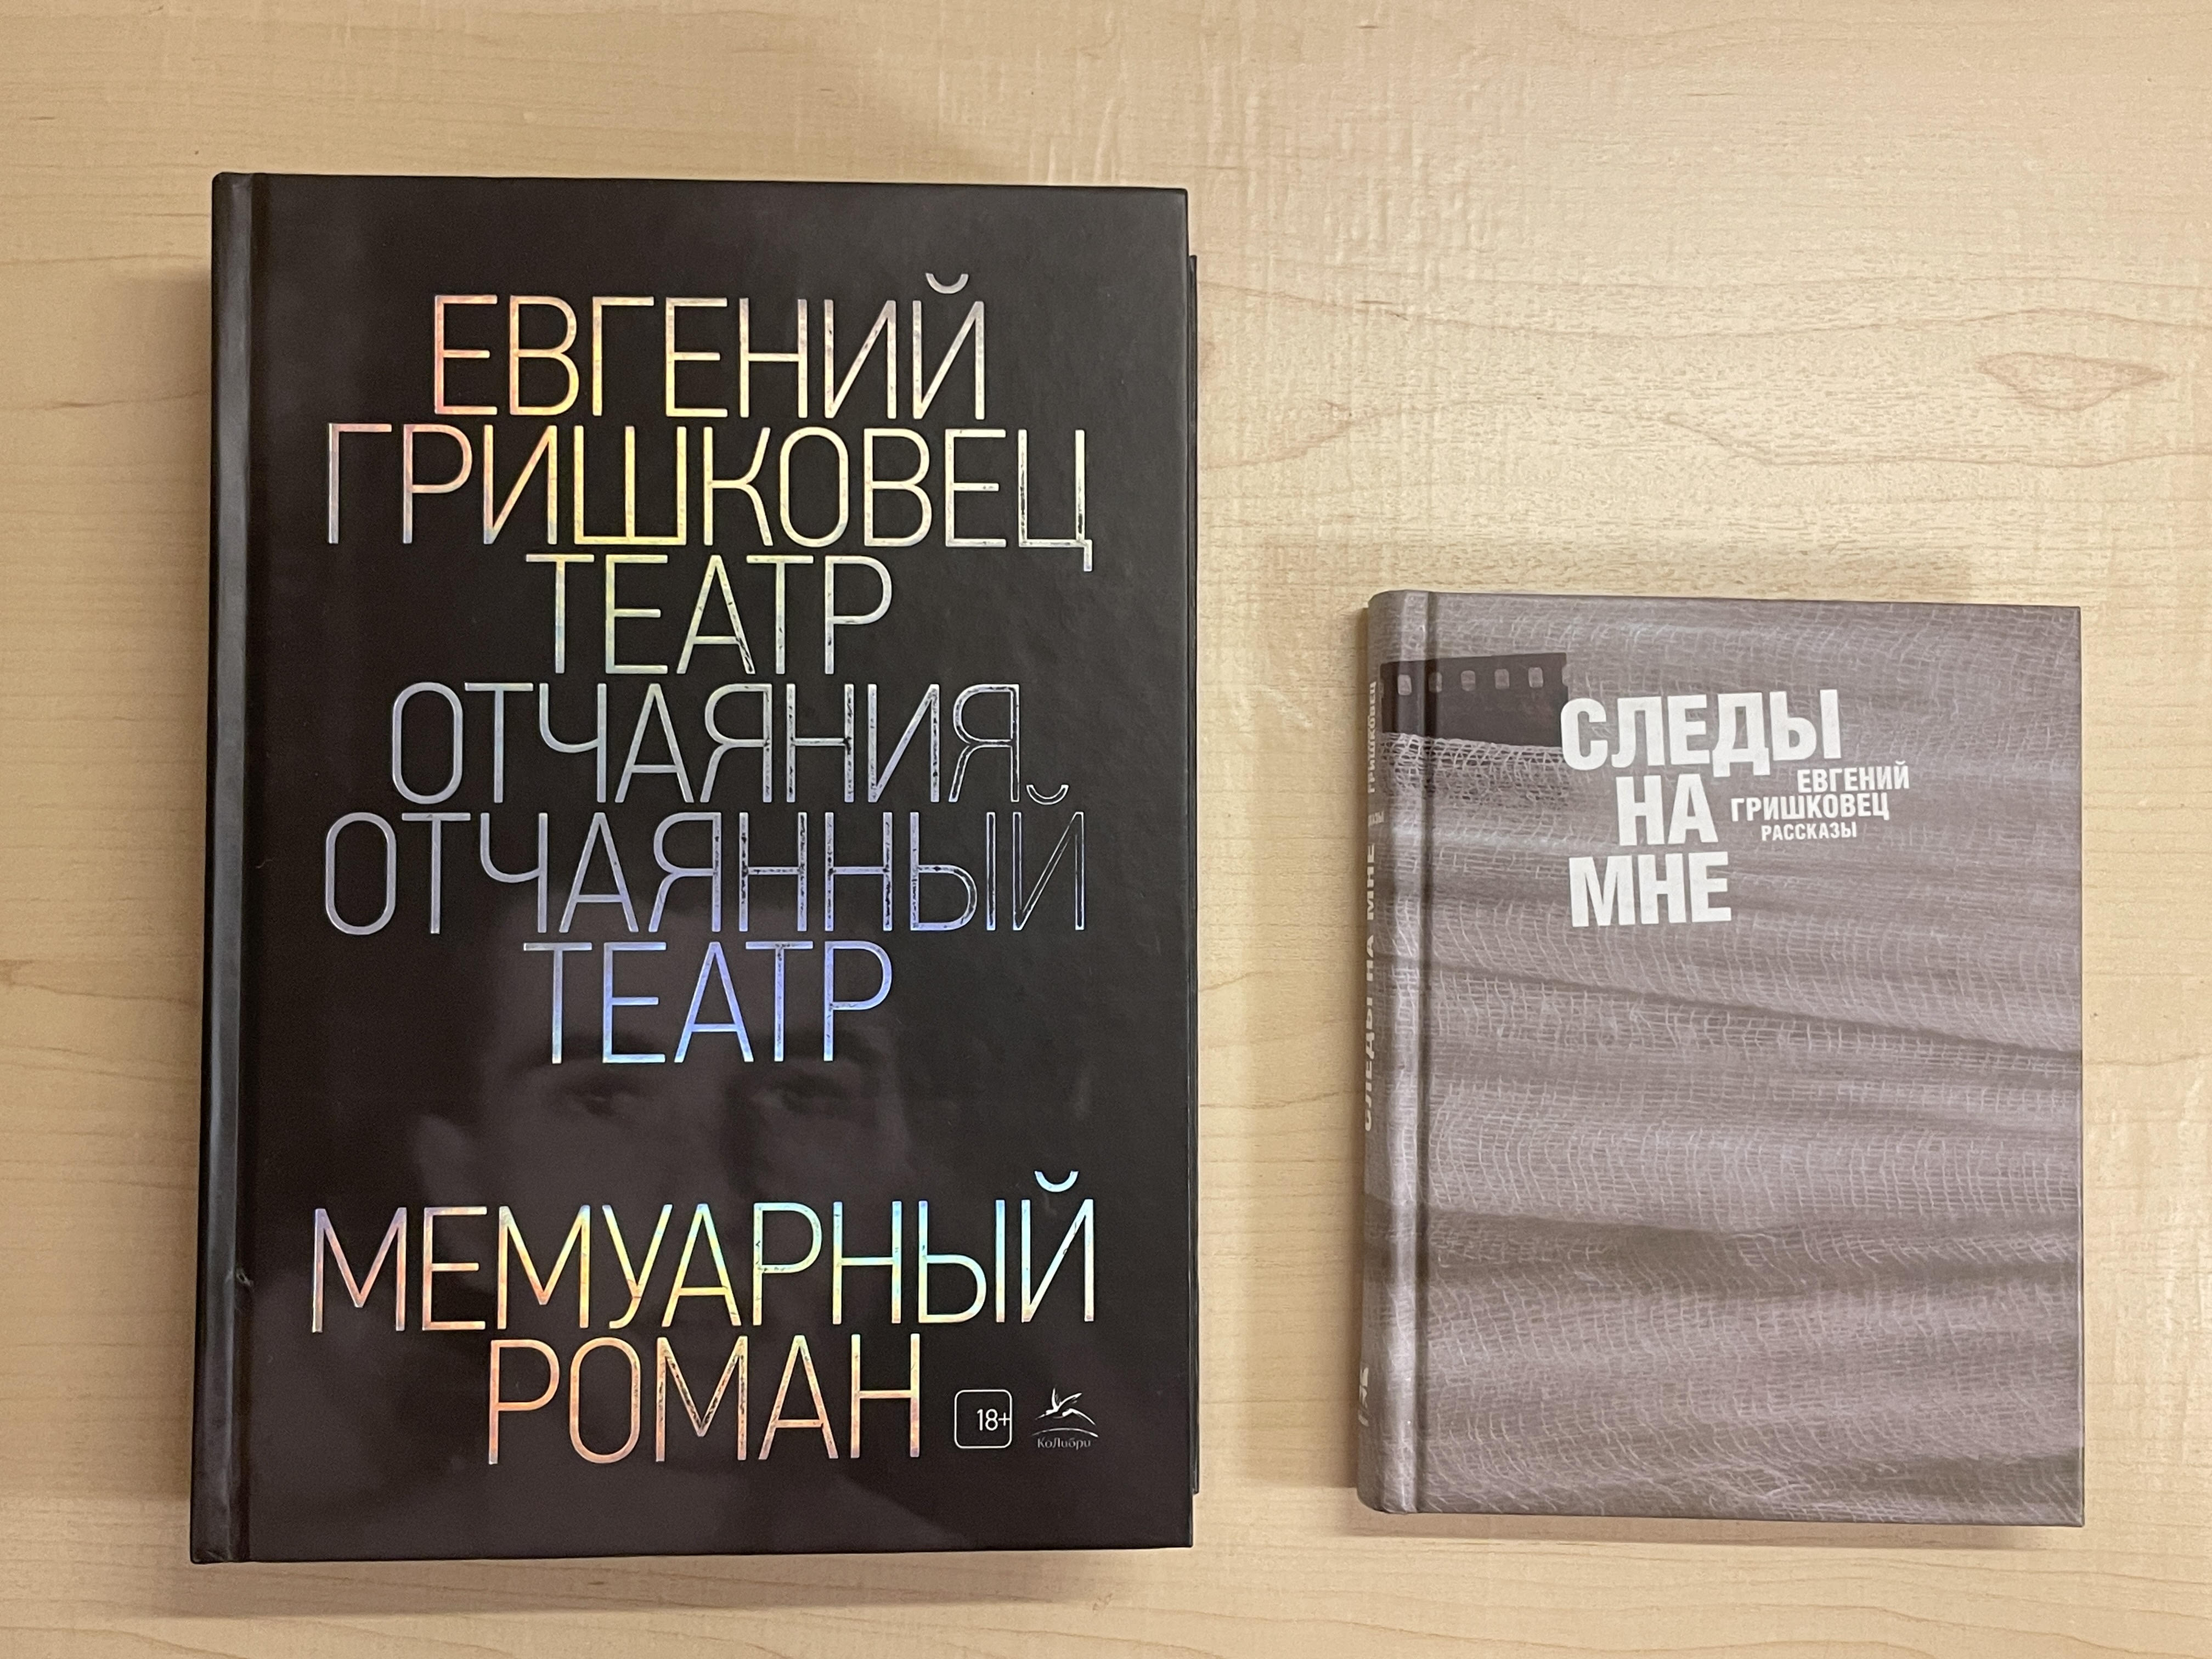 ЕВГЕНИЙ
ГРИШКОВЕЦ
ТЕАТР
ОТЧАЯНИЯ
ОТЧАЯННЫЙ
ТЕАТР
МЕМУАРНЫЙ
РОМАН
18+
КоЛибри
СЛЕДЫ
НА
МНЕ
ЕВГЕНИЙ
ГРИШКОВЕЦ
РАССКАЗЫ
СЛЕДЫ НА МНЕ
ГРИШКОВЕЦ